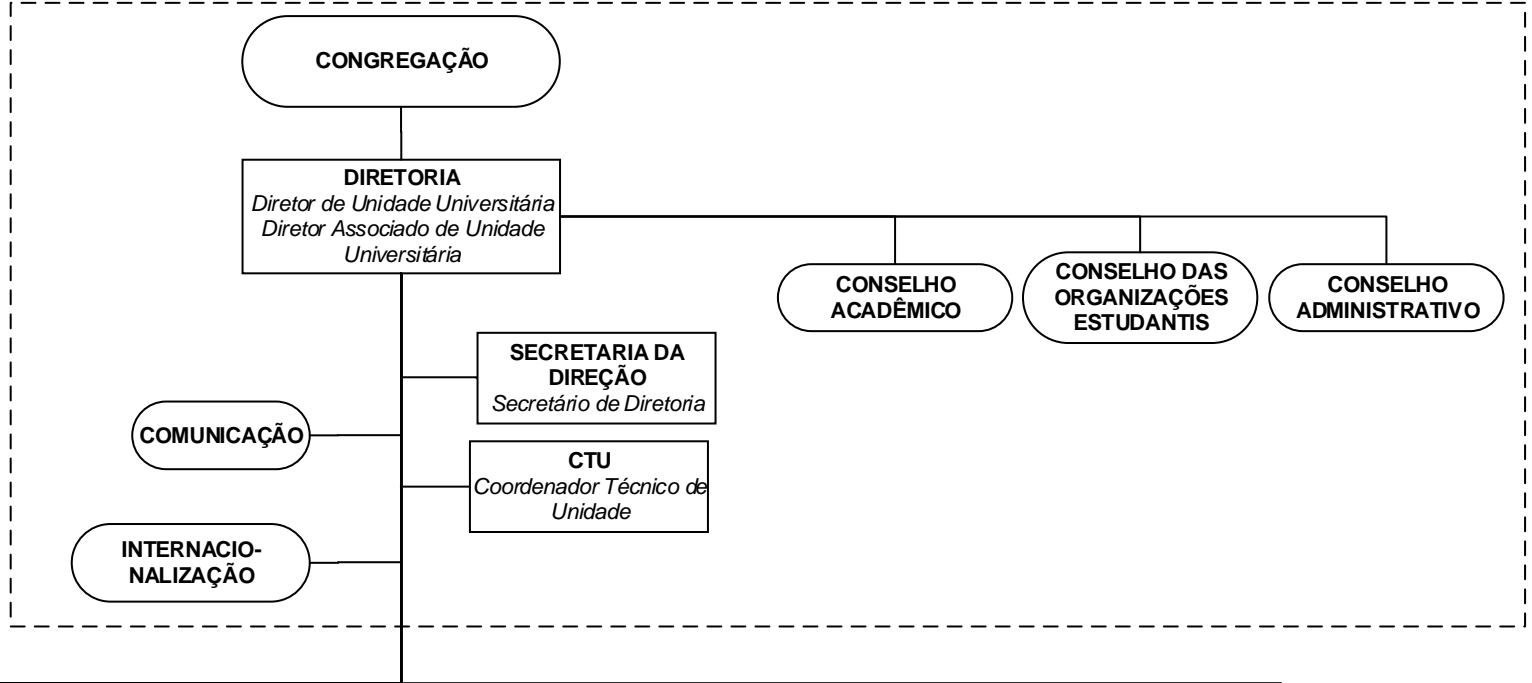 CONGREGAÇÃO
DIRETORIA
Diretor de Unidade Universitária
Diretor Associado de Unidade
Universitária
CONSELHO
ACADÊMICO
CONSELHO DAS
ORGANIZAÇÕES
ESTUDANTIS
CONSELHO
ADMINISTRATIVO
SECRETARIA DA
DIREÇÃO
Secretário de Diretoria
COMUNICAÇÃO
CTU
Coordenador Técnico de
Unidade
INTERNACIO-
NALIZAÇÃO